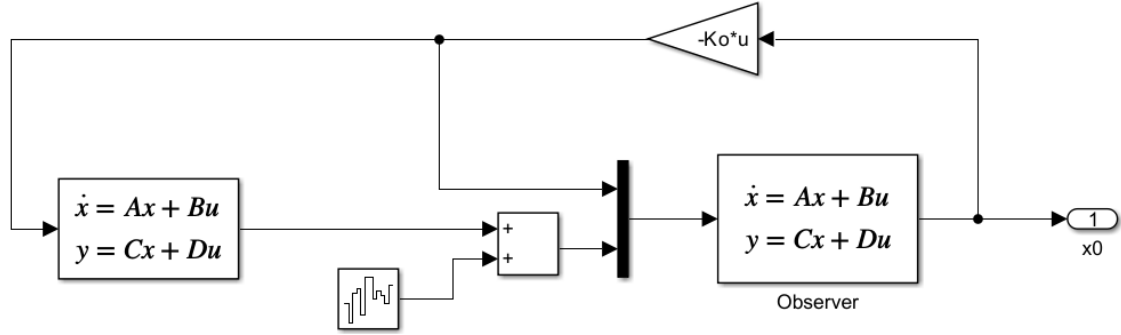 -Ko*u
ẋ = Ax + Bu
y = Cx + Du
+
+
ẋ = Ax + Bu
y = Cx + Du
Observer
1
x0